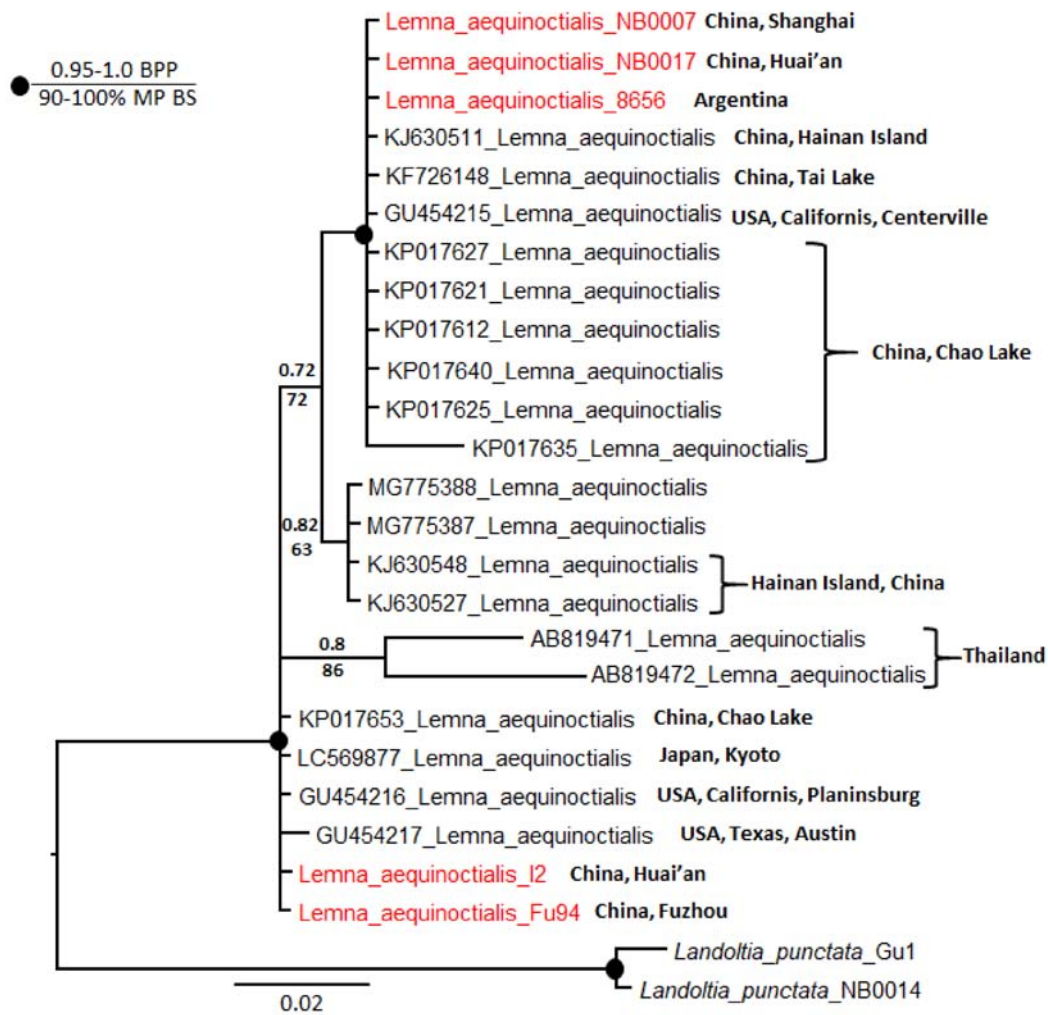 Lemna_aequinoctialis_NB0007 China, Shanghai
Lemna_aequinoctialis_NB0017 China, Huai'an
0.95-1.0 BPP
90-100% MP BS
Lemna_aequinoctialis_8656 Argentina
KJ630511_Lemna_aequinoctialis China, Hainan Island
KF726148_Lemna_aequinoctialis China, Tai Lake
GU454215_Lemna_aequinoctialis USA, Californis, Centerville
KP017627_Lemna_aequinoctialis
KP017621_Lemna_aequinoctialis
KP017612_Lemna_aequinoctialis
China, Chao Lake
KP017640_Lemna_aequinoctialis
0.72
72
KP017625_Lemna_aequinoctialis
KP017635_Lemna_aequinoctialis
MG775388_Lemna_aequinoctialis
0.82
63
MG775387_Lemna_aequinoctialis
KJ630548_Lemna_aequinoctialis
Hainan Island, China
KJ630527_Lemna_aequinoctialis
0.8
86
AB819471_Lemna_aequinoctialis
Thailand
AB819472_Lemna_aequinoctialis
KP017653_Lemna_aequinoctialis China, Chao Lake
LC569877_Lemna_aequinoctialis Japan, Kyoto
GU454216_Lemna_aequinoctialis USA, Californis, Planinsburg
GU454217_Lemna_aequinoctialis USA, Texas, Austin
Lemna_aequinoctialis_I2 China, Huai'an
Lemna_aequinoctialis_Fu94 China, Fuzhou
Landoltia_punctata_Gu1
Landoltia_punctata_NB0014
0.02